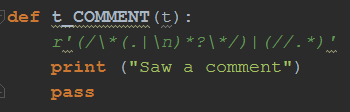 def t_COMMENT(t):
r'(/\*(.|\n)*?\*/)|(//.*)'
print ("Saw a comment")
pass